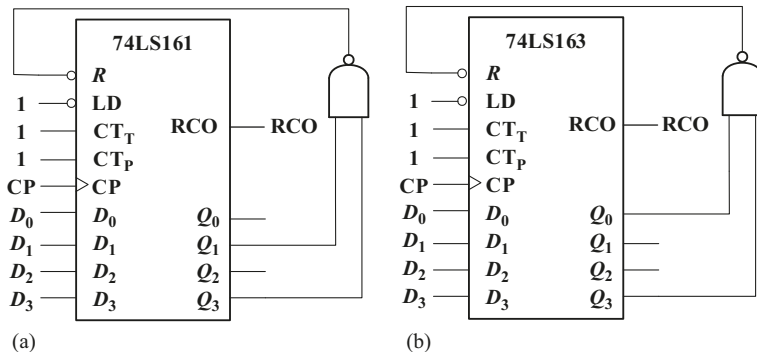 74LS161
R
1 LD
1 CT_T RCO RCO
1 CT_P
CP CP
D_0 D_0 Q_0
D_1 D_1 Q_1
D_2 D_2 Q_2
D_3 D_3 Q_3
(a)
74LS163
R
1 LD
1 CT_T RCO RCO
1 CT_P
CP CP
D_0 D_0 Q_0
D_1 D_1 Q_1
D_2 D_2 Q_2
D_3 D_3 Q_3
(b)